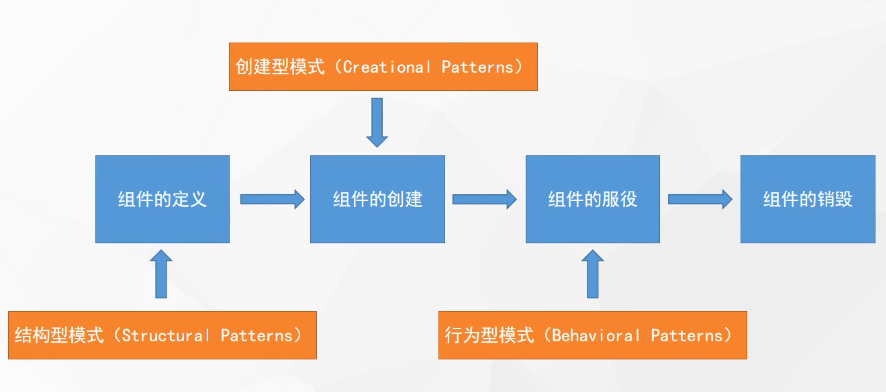 创建型模式（Creational Patterns）
组件的定义
组件的创建
组件的服役
组件的销毁
结构型模式（Structural Patterns）
行为型模式（Behavioral Patterns）